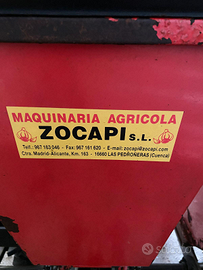 MAQUINARIA AGRICOLA
ZOCAPI S.L.
Telf.: 967 163 046 - Fax: 967 161 620 - E-mail: zocapi@zocapi.com
Ctra. Madrid-Alicante, Km. 163 - 16660 LAS PEDROÑERAS (Cuenca)
subito